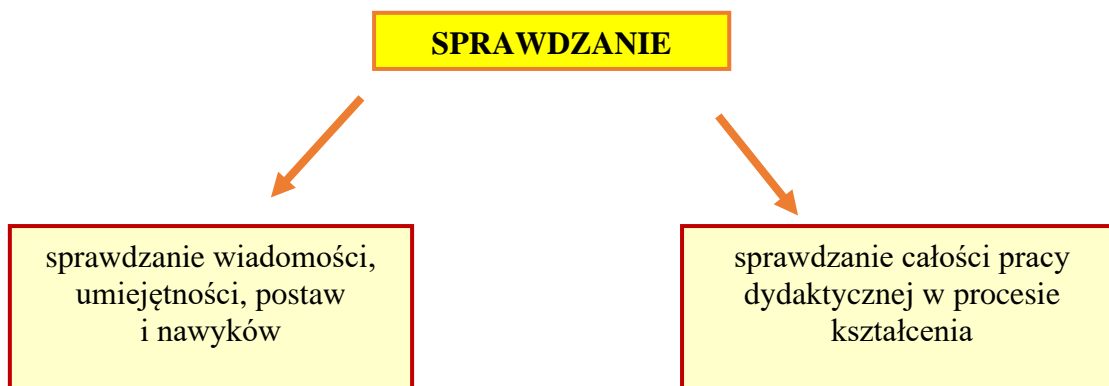 SPRAWDZANIE
sprawdzanie wiadomości,
umiejętności, postaw
i nawyków
sprawdzanie całości pracy
dydaktycznej w procesie
kształcenia